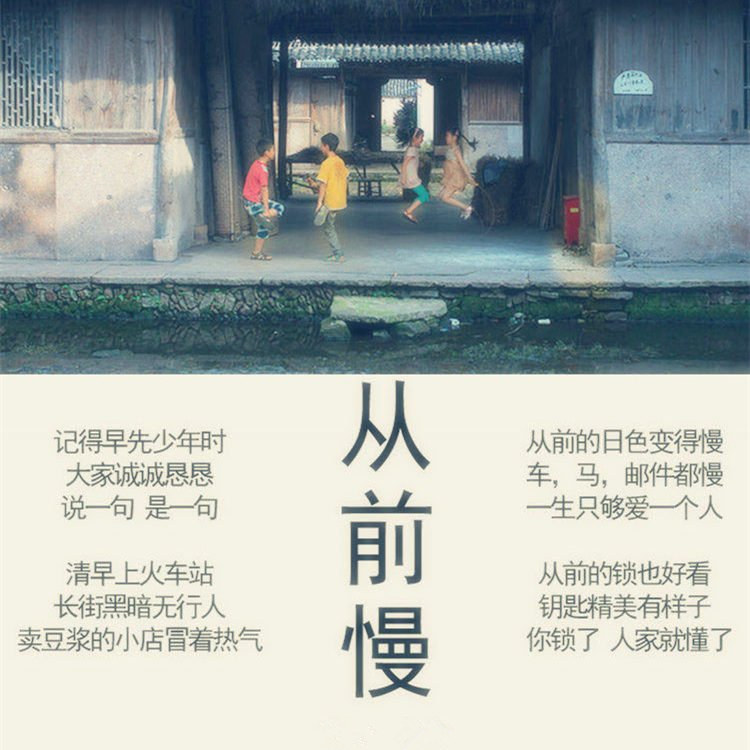 从前慢
记得早先少年时
大家诚诚恳恳
说一句 是一句
清早上火车站
长街黑暗无行人
卖豆浆的小店冒着热气
从前的日色变得慢
车，马，邮件都慢
一生只够爱一个人
从前的锁也好看
钥匙精美有样子
你锁了 人家就懂了